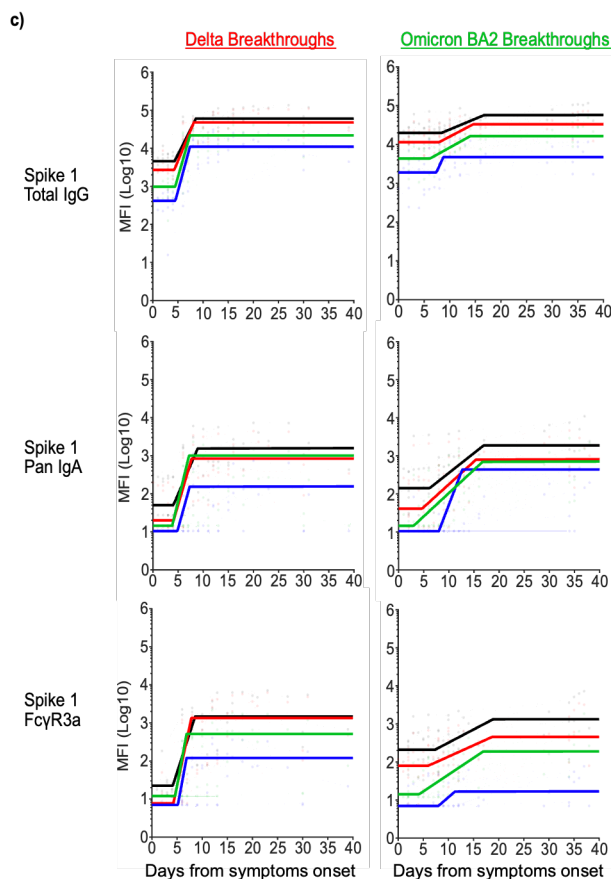 c)
Delta Breakthroughs
Omicron BA2 Breakthroughs
Spike 1
Total IgG
MFI (Log10)
6
5
4
3
2
1
0
0 5 10 15 20 25 30 35 40
6
5
4
3
2
1
0
0 5 10 15 20 25 30 35 40
Spike 1
Pan IgA
MFI (Log10)
6
5
4
3
2
1
0
0 5 10 15 20 25 30 35 40
6
5
4
3
2
1
0
0 5 10 15 20 25 30 35 40
Spike 1
FcγR3a
MFI (Log10)
6
5
4
3
2
1
0
0 5 10 15 20 25 30 35 40
Days from symptoms onset
6
5
4
3
2
1
0
0 5 10 15 20 25 30 35 40
Days from symptoms onset